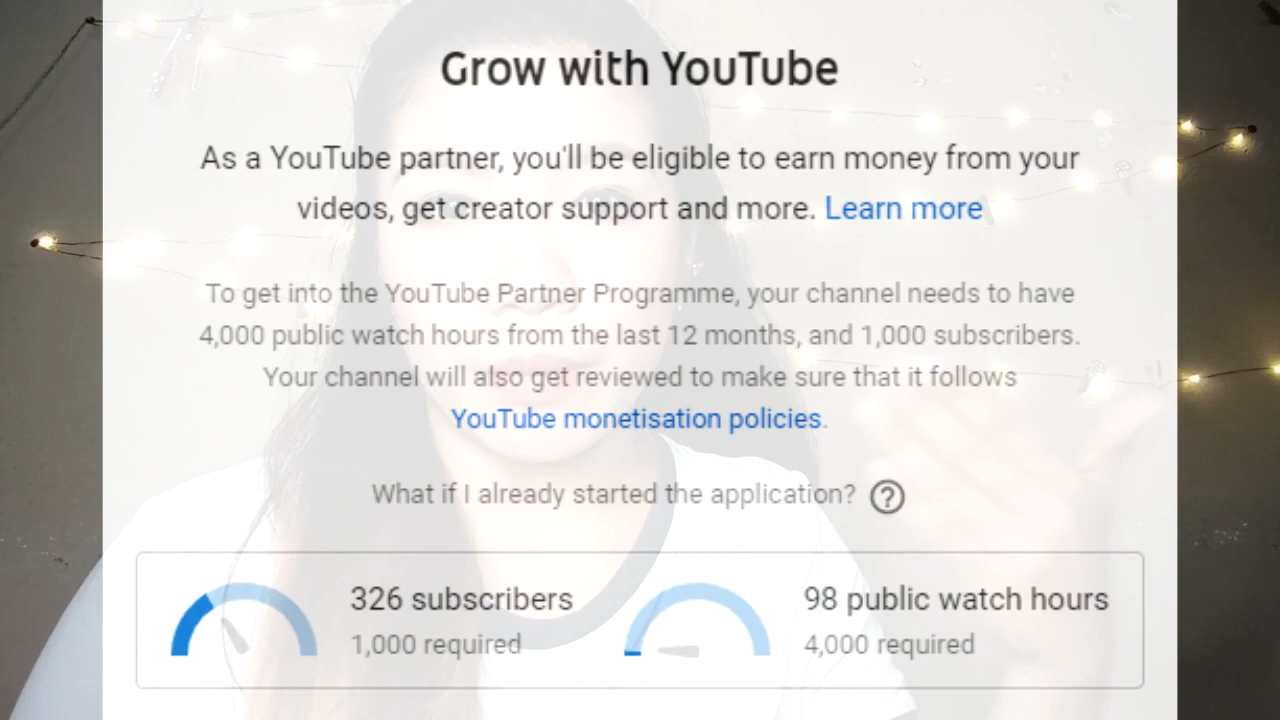 Grow with YouTube
As a YouTube partner, you'll be eligible to earn money from your
videos, get creator support and more. Learn more
To get into the YouTube Partner Programme, your channel needs to have
4,000 public watch hours from the last 12 months, and 1,000 subscribers.
Your channel will also get reviewed to make sure that it follows
YouTube monetisation policies.
What if I already started the application? ?
326 subscribers
1,000 required
98 public watch hours
4,000 required